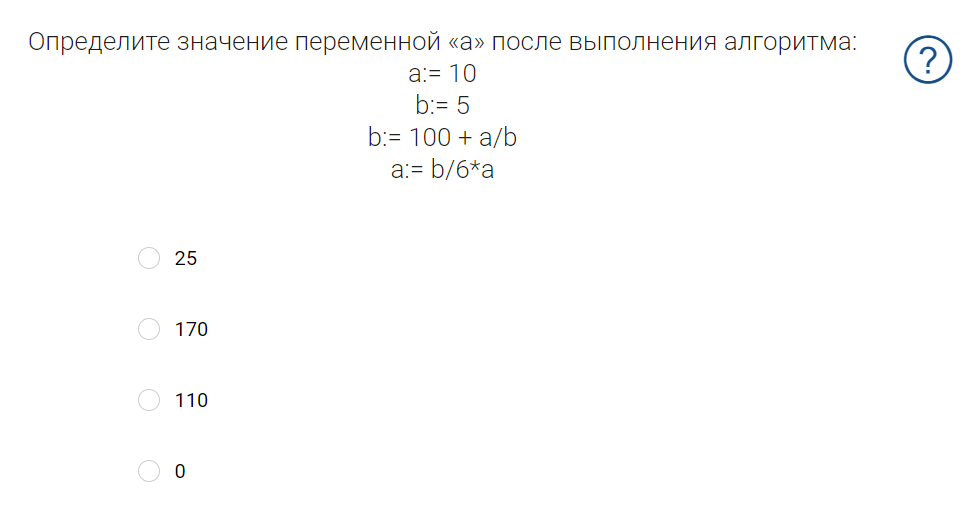 Определите значение переменной «a» после выполнения алгоритма:
a:= 10
b:= 5
b:= 100 + a/b
a:= b/6*a
?
25
170
110
0